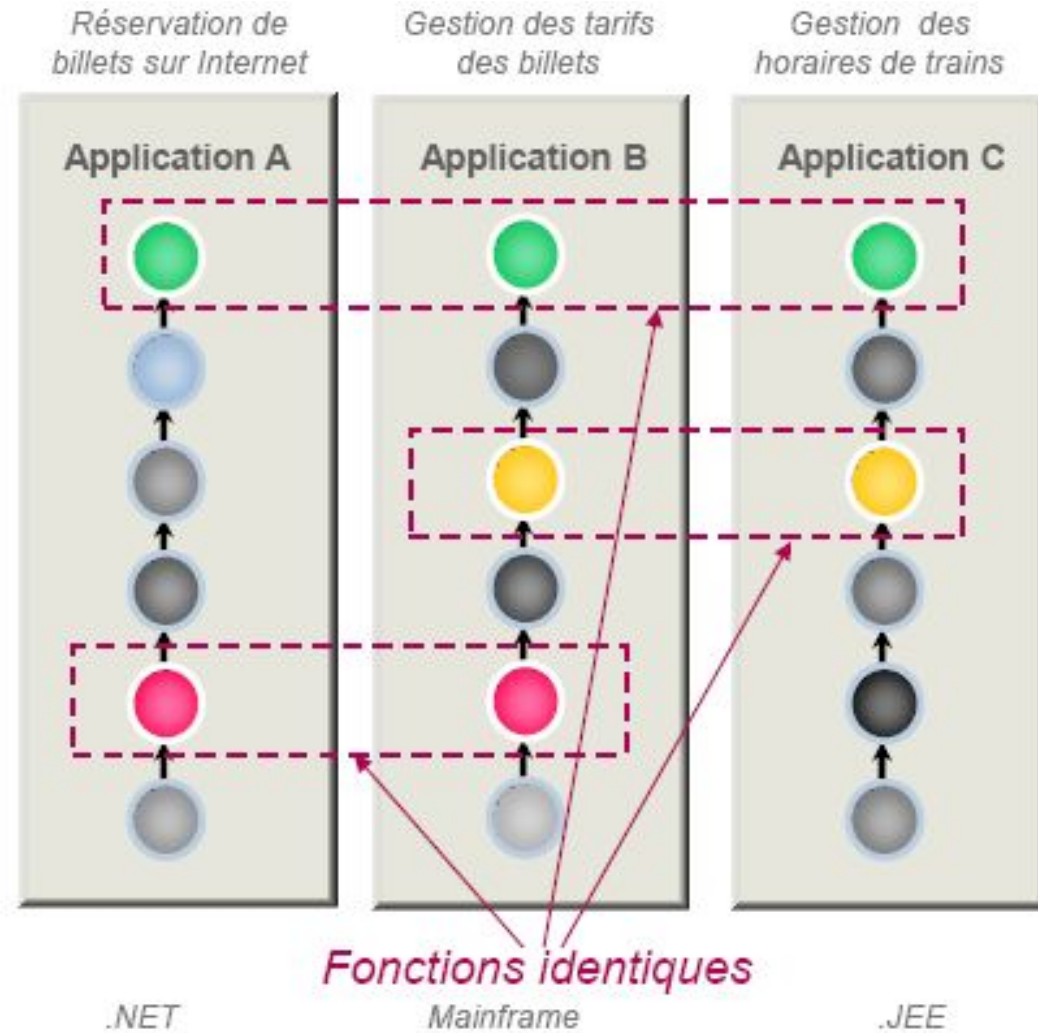 Réservation de
billets sur Internet
Gestion des tarifs
des billets
Gestion des
horaires de trains
Application A
Application B
Application C
Fonctions identiques
.NET
Mainframe
.JEE